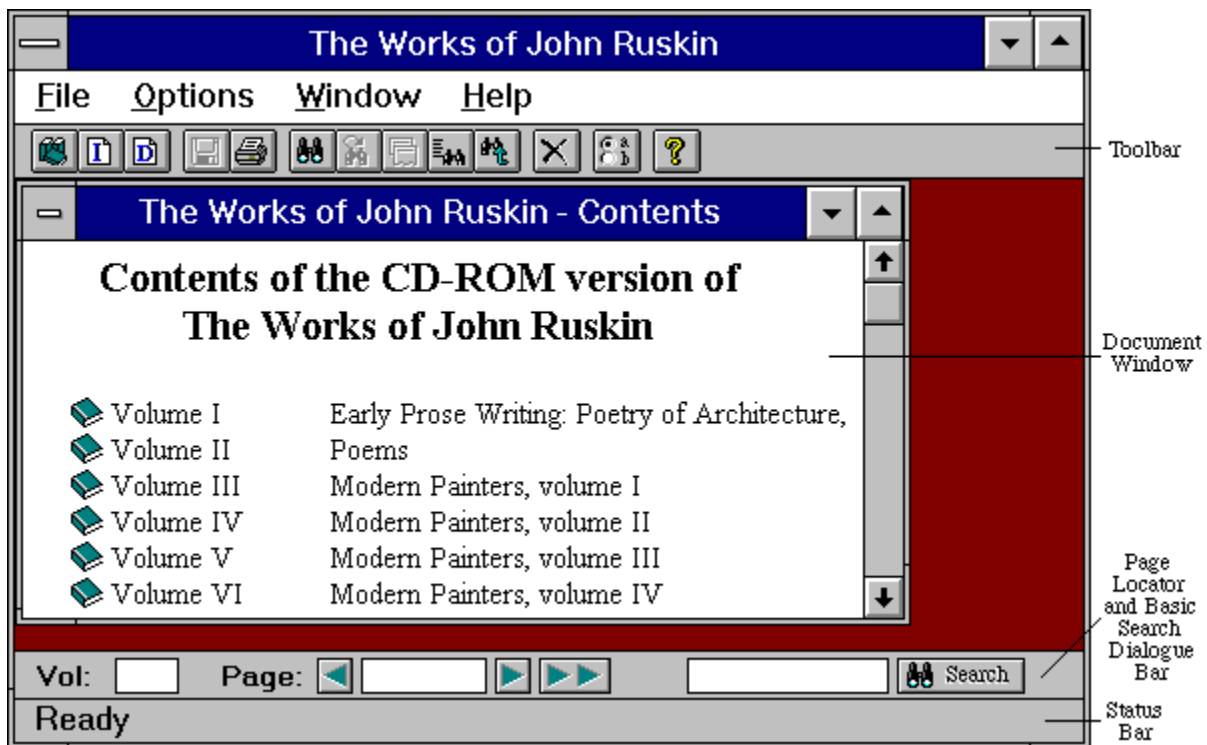 The Works of John Ruskin
File Options Window Help
I D
a
b
?
Toolbar
The Works of John Ruskin - Contents
Contents of the CD-ROM version of
The Works of John Ruskin
Document
Window
Volume I Early Prose Writing: Poetry of Architecture,
Volume II Poems
Volume III Modern Painters, volume I
Volume IV Modern Painters, volume II
Volume V Modern Painters, volume III
Volume VI Modern Painters, volume IV
Page
Locator
and Basic
Search
Dialogue
Bar
Vol: Page: Search
Ready
Status
Bar